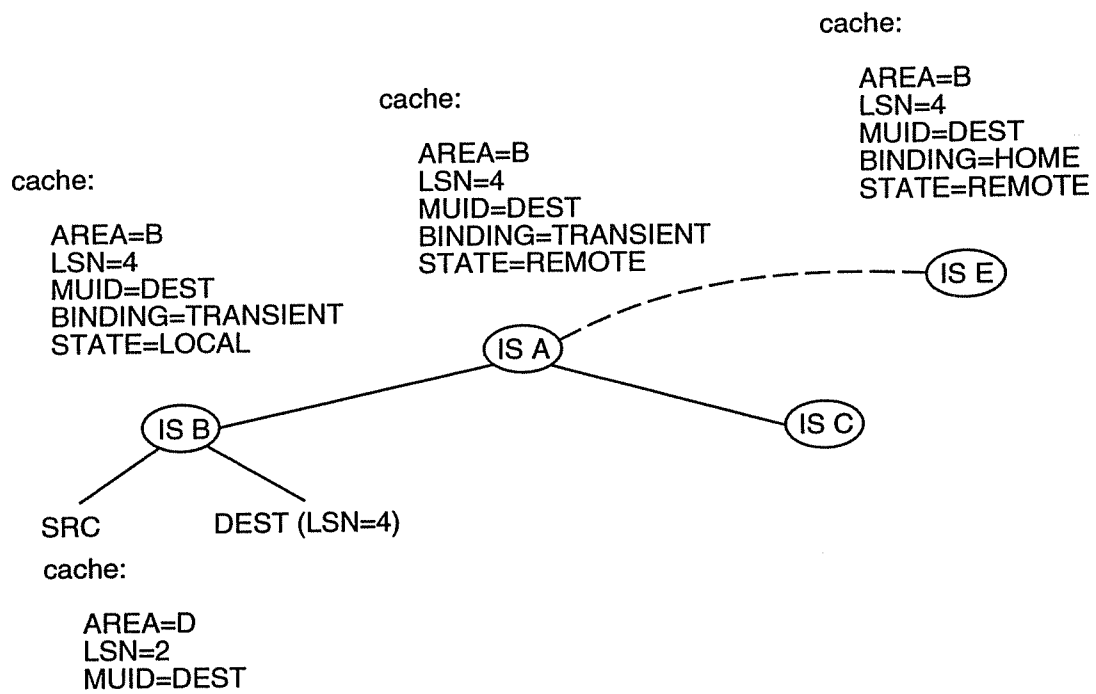 cache:
AREA=B
LSN=4
MUID=DEST
BINDING=HOME
STATE=REMOTE
cache:
AREA=B
LSN=4
MUID=DEST
BINDING=TRANSIENT
STATE=REMOTE
cache:
AREA=B
LSN=4
MUID=DEST
BINDING=TRANSIENT
STATE=LOCAL
IS E
IS A
IS C
IS B
SRC
DEST (LSN=4)
cache:
AREA=D
LSN=2
MUID=DEST